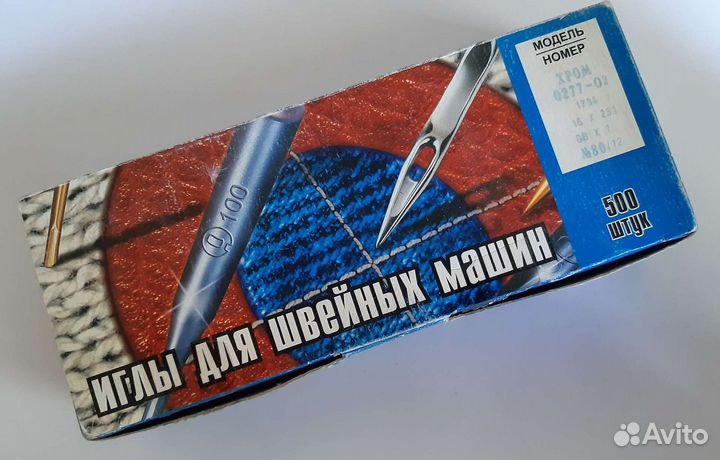 МОДЕЛЬ
НОМЕР
ХРОМ
0277-02
1738
16 X 231
DB X 1
№80/12
500
ШТУК
100
ИГЛЫ ДЛЯ ШВЕЙНЫХ МАШИН
Avito